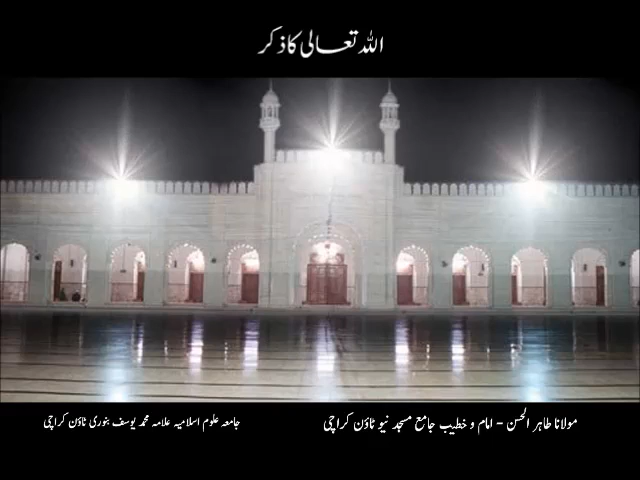 اللہ تعالی کا ذکر
مولانا طاہر الحسن - امام و خطیب جامع مسجد نیو ٹاؤن کراچی
جامعہ علوم اسلامیہ علامہ محمد یوسف بنوری ٹاؤن کراچی